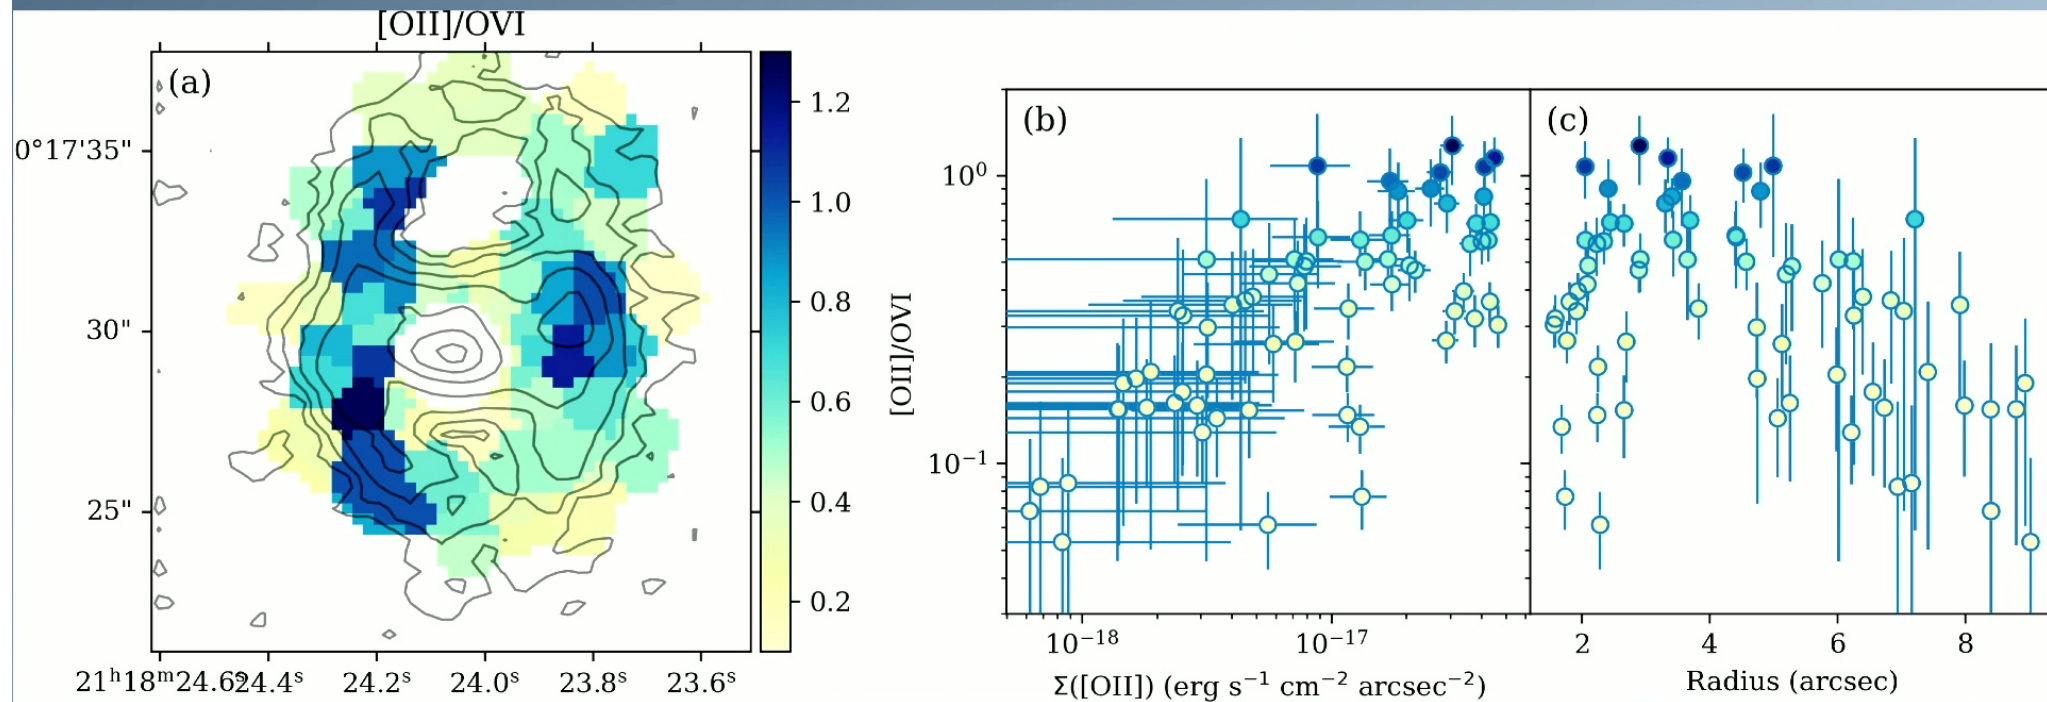 [OII]/OVI
(a)
0°17'35"
30"
25"
21ʰ18ᵐ24.6ˢ
24.4ˢ
24.2ˢ
24.0ˢ
23.8ˢ
23.6ˢ
1.2
1.0
0.8
0.6
0.4
0.2
[OII]/OVI
10⁰
10⁻¹
(b)
10⁻¹⁸
10⁻¹⁷
Σ([OII]) (erg s⁻¹ cm⁻² arcsec⁻²)
(c)
2
4
6
8
Radius (arcsec)